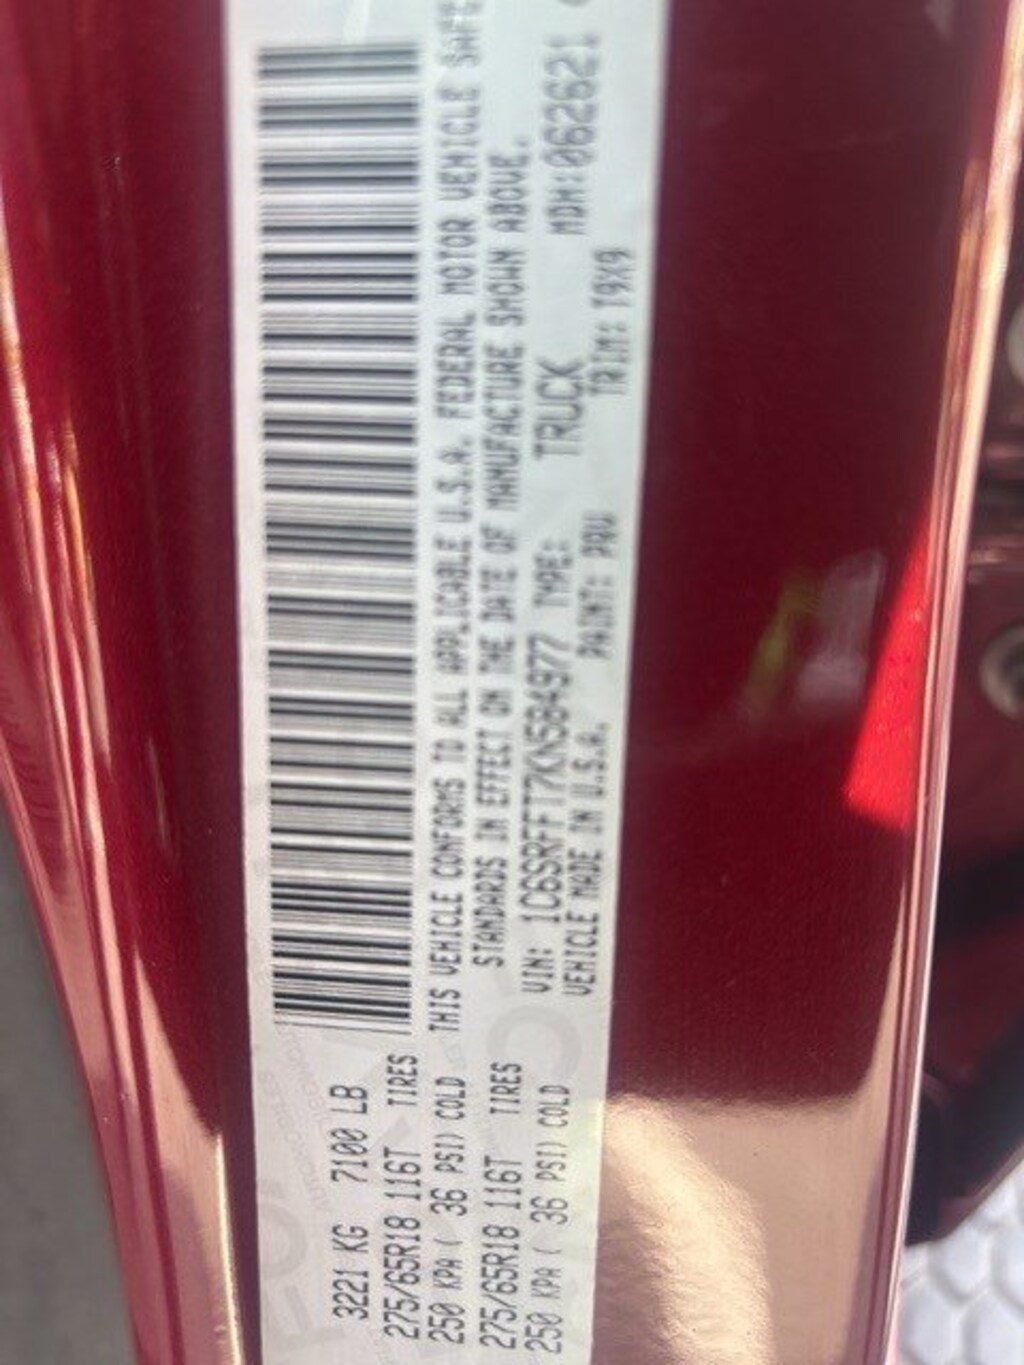 3221 KG 7100 LB
275/65R18 116T TIRES
250 KPA ( 36 PSI) COLD
275/65R18 116T TIRES
250 KPA ( 36 PSI) COLD
THIS VEHICLE CONFORMS TO ALL APPLICABLE U.S.A. FEDERAL MOTOR VEHICLE SAFE
STANDARDS IN EFFECT ON THE DATE OF MANUFACTURE SHOWN ABOVE.
VIN: 1C6SRFFT7KN584977 TYPE: TRUCK MDH:062621
VEHICLE MADE IN U.S.A. PAINT: PRV TRIM: T9X9